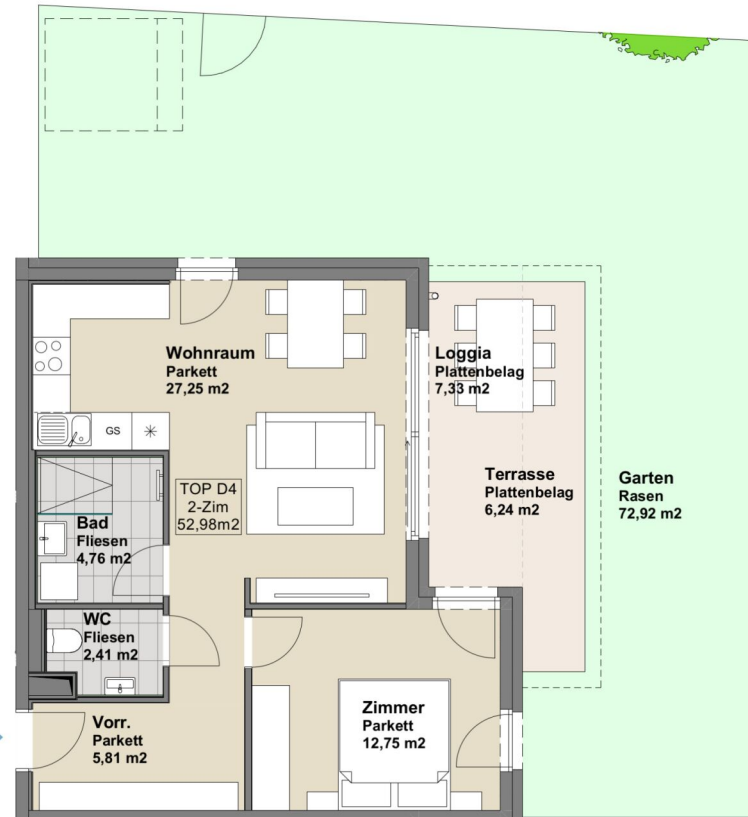 Wohnraum
Parkett
27,25 m2
Loggia
Plattenbelag
7,33 m2
GS
Terrasse
Plattenbelag
6,24 m2
Garten
Rasen
72,92 m2
TOP D4
2-Zim
52,98m2
Bad
Fliesen
4,76 m2
WC
Fliesen
2,41 m2
Vorr.
Parkett
5,81 m2
Zimmer
Parkett
12,75 m2